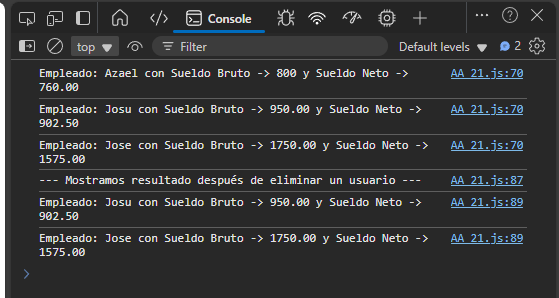 Console
top
Filter
Default levels
2
Empleado: Azael con Sueldo Bruto -> 800 y Sueldo Neto -> AA 21.js:70
760.00
Empleado: Josu con Sueldo Bruto -> 950.00 y Sueldo Neto -> AA 21.js:70
902.50
Empleado: Jose con Sueldo Bruto -> 1750.00 y Sueldo Neto -> AA 21.js:70
1575.00
--- Mostramos resultado después de eliminar un usuario --- AA 21.js:87
Empleado: Josu con Sueldo Bruto -> 950.00 y Sueldo Neto -> AA 21.js:89
902.50
Empleado: Jose con Sueldo Bruto -> 1750.00 y Sueldo Neto -> AA 21.js:89
1575.00